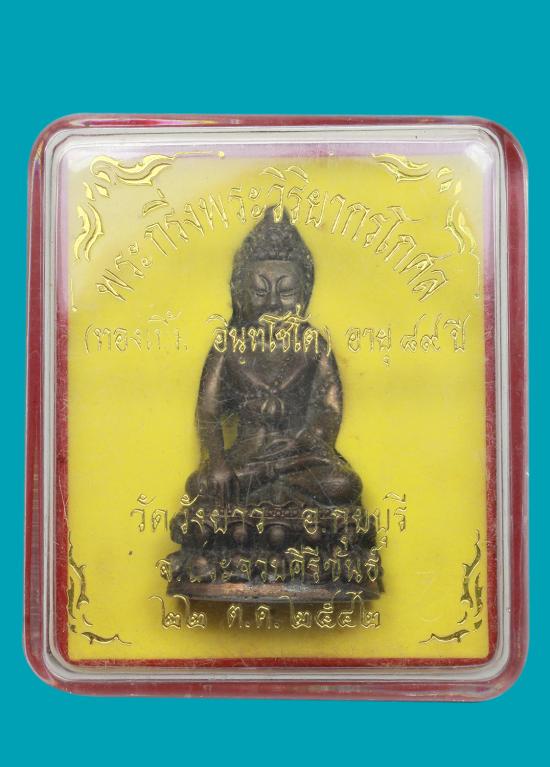 พระกริ่งพระวิริยากรโกศล
(ทองแก้ว อินฺทโชโต) อายุ ๘๙ ปี
วัดวังยาว อ.กุยบุรี
จ.ประจวบคีรีขันธ์
๒๒ ต.ค. ๒๕๔๒